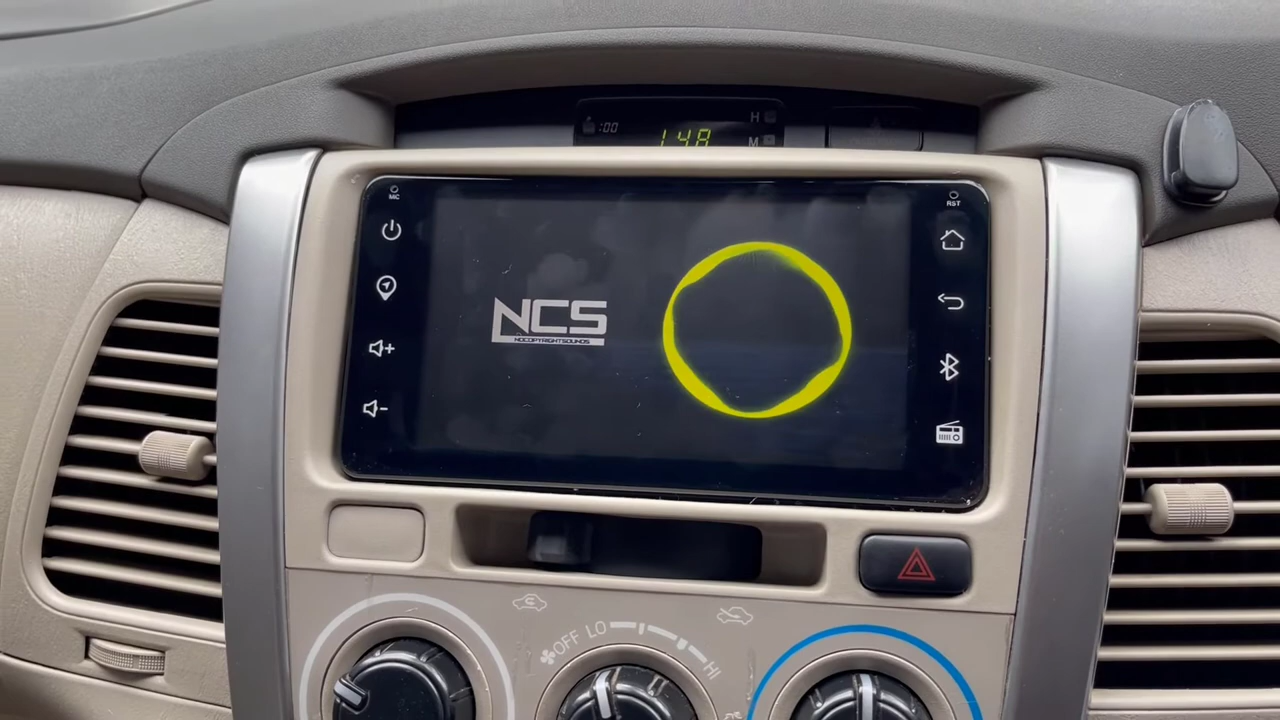 :00
H
1:48
M
MIC
RST
NCS
NOCOPYRIGHTSOUNDS
OFF LO
HI